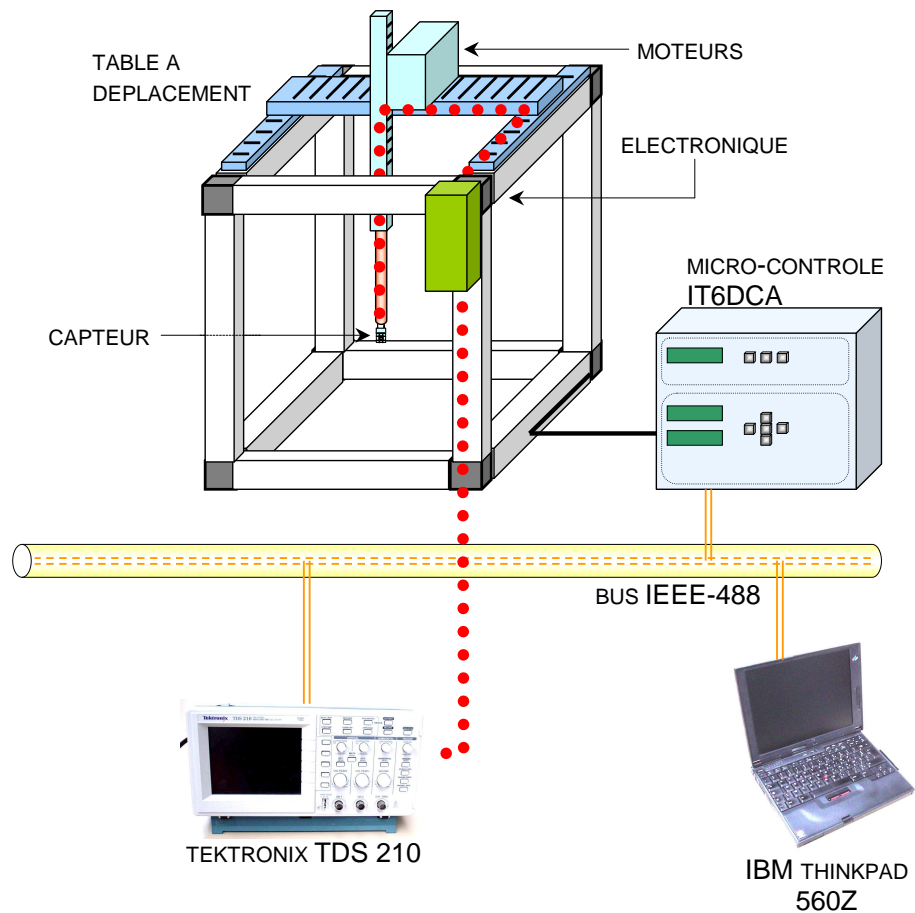 TABLE A
DEPLACEMENT
MOTEURS
ELECTRONIQUE
MICRO-CONTROLE
IT6DCA
CAPTEUR
BUS IEEE-488
Tektronix TDS 210
TEKTRONIX TDS 210
IBM THINKPAD
560Z